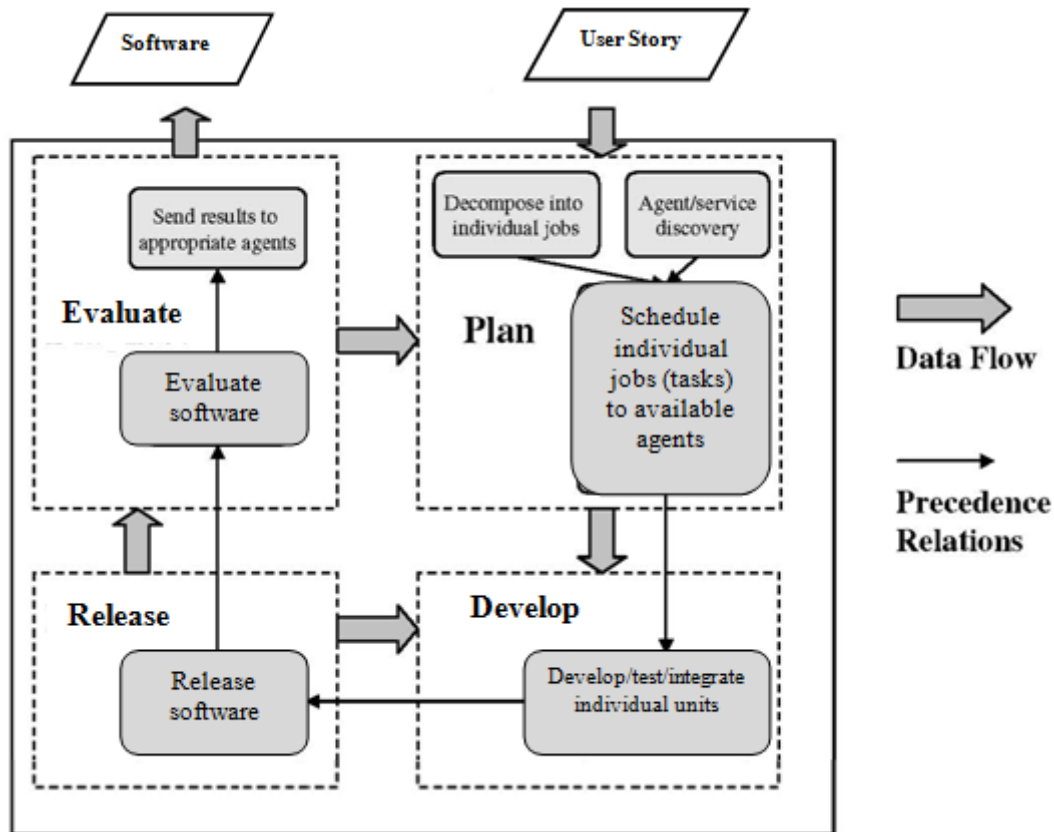 Software
User Story
Send results to
appropriate agents
Evaluate
Evaluate
software
Decompose into
individual jobs
Agent/service
discovery
Plan
Schedule
individual
jobs (tasks)
to available
agents
Release
Release
software
Develop
Develop/test/integrate
individual units
Data Flow
Precedence
Relations